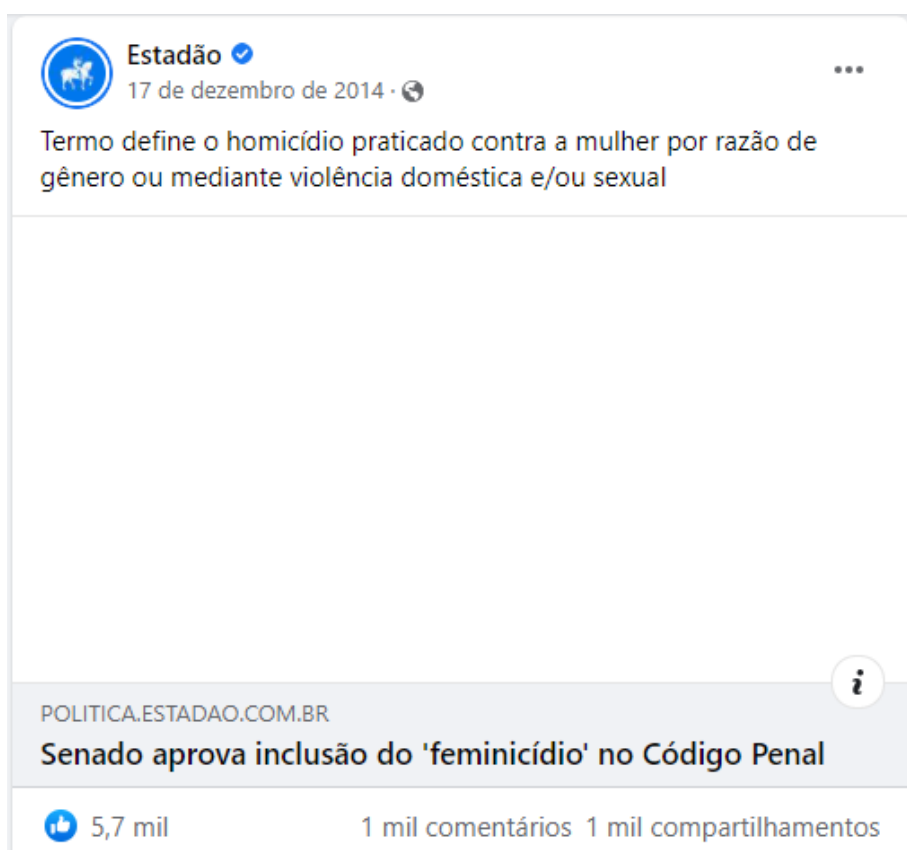 Estadão
17 de dezembro de 2014 ·
Termo define o homicídio praticado contra a mulher por razão de
gênero ou mediante violência doméstica e/ou sexual
i
POLITICA.ESTADAO.COM.BR
Senado aprova inclusão do 'feminicídio' no Código Penal
5,7 mil 1 mil comentários 1 mil compartilhamentos